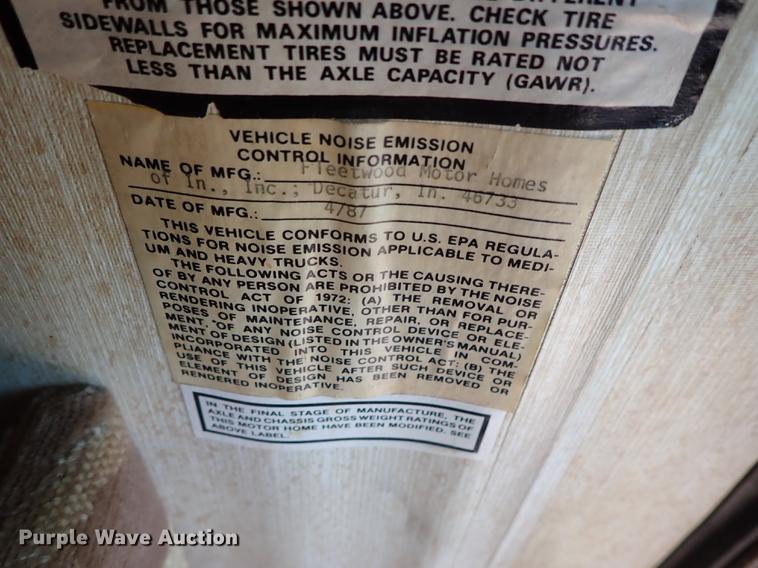 FROM THOSE SHOWN ABOVE. CHECK TIRE
SIDEWALLS FOR MAXIMUM INFLATION PRESSURES.
REPLACEMENT TIRES MUST BE RATED NOT
LESS THAN THE AXLE CAPACITY (GAWR).
VEHICLE NOISE EMISSION
CONTROL INFORMATION
NAME OF MFG.: Fleetwood Motor Homes
of In., Inc.; Decatur, In. 46733
DATE OF MFG.: 4/87
THIS VEHICLE CONFORMS TO U.S. EPA REGULA-
TIONS FOR NOISE EMISSION APPLICABLE TO MEDI-
UM AND HEAVY TRUCKS.
THE FOLLOWING ACTS OR THE CAUSING THERE-
OF BY ANY PERSON ARE PROHIBITED BY THE NOISE
CONTROL ACT OF 1972: (A) THE REMOVAL OR
RENDERING INOPERATIVE, OTHER THAN FOR PUR-
POSES OF MAINTENANCE, REPAIR, OR REPLACE-
MENT, OF ANY NOISE CONTROL DEVICE OR ELE-
MENT OF DESIGN (LISTED IN THE OWNER'S MANUAL)
INCORPORATED INTO THIS VEHICLE IN COM-
PLIANCE WITH THE NOISE CONTROL ACT: (B) THE
USE OF THIS VEHICLE AFTER SUCH DEVICE OR
ELEMENT OF DESIGN HAS BEEN REMOVED OR
RENDERED INOPERATIVE.
IN THE FINAL STAGE OF MANUFACTURE, THE
AXLE AND CHASSIS GROSS WEIGHT RATINGS OF
THIS MOTOR HOME HAVE BEEN MODIFIED. SEE
ABOVE LABEL.
Purple Wave Auction